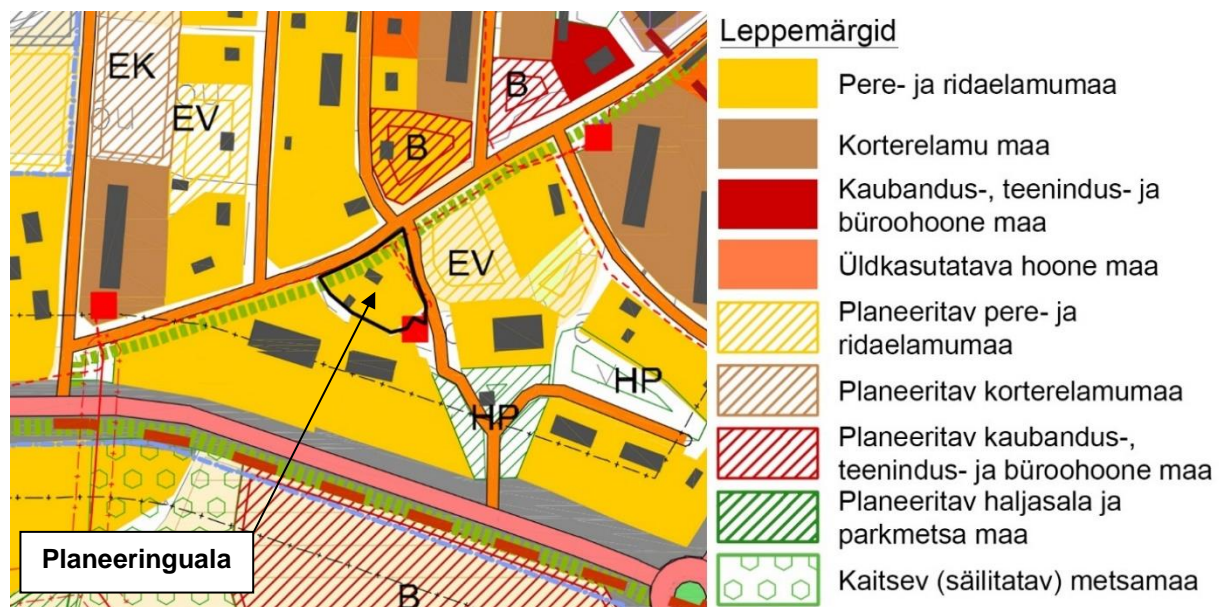 EK
EV
B
B
EV
HP
HP
B
Planeeringuala
Leppemärgid
Pere- ja ridaelamumaa
Korterelamu maa
Kaubandus-, teenindus- ja
büroohoone maa
Üldkasutatava hoone maa
Planeeritav pere- ja
ridaelamumaa
Planeeritav korterelamumaa
Planeeritav kaubandus-,
teenindus- ja büroohoone maa
Planeeritav haljasala ja
parkmetsa maa
Kaitsev (säilitatav) metsamaa